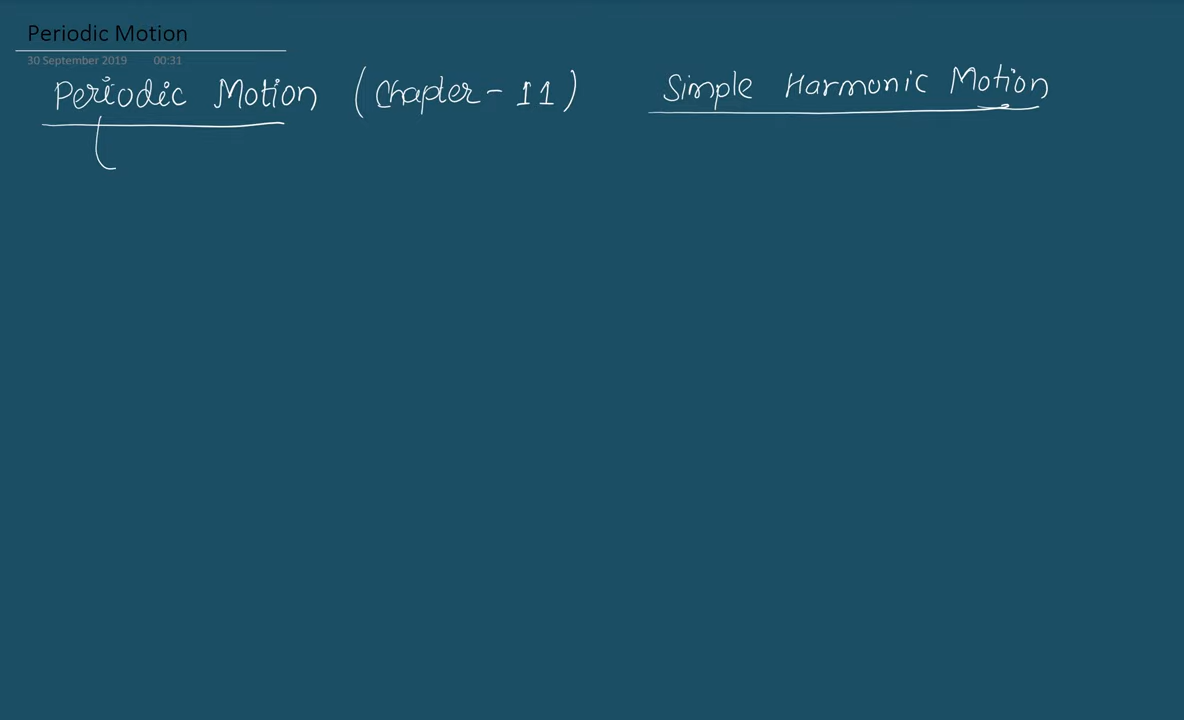 Periodic Motion
30 September 2019 00:31
Periodic Motion (Chapter - 11) Simple Harmonic Motion